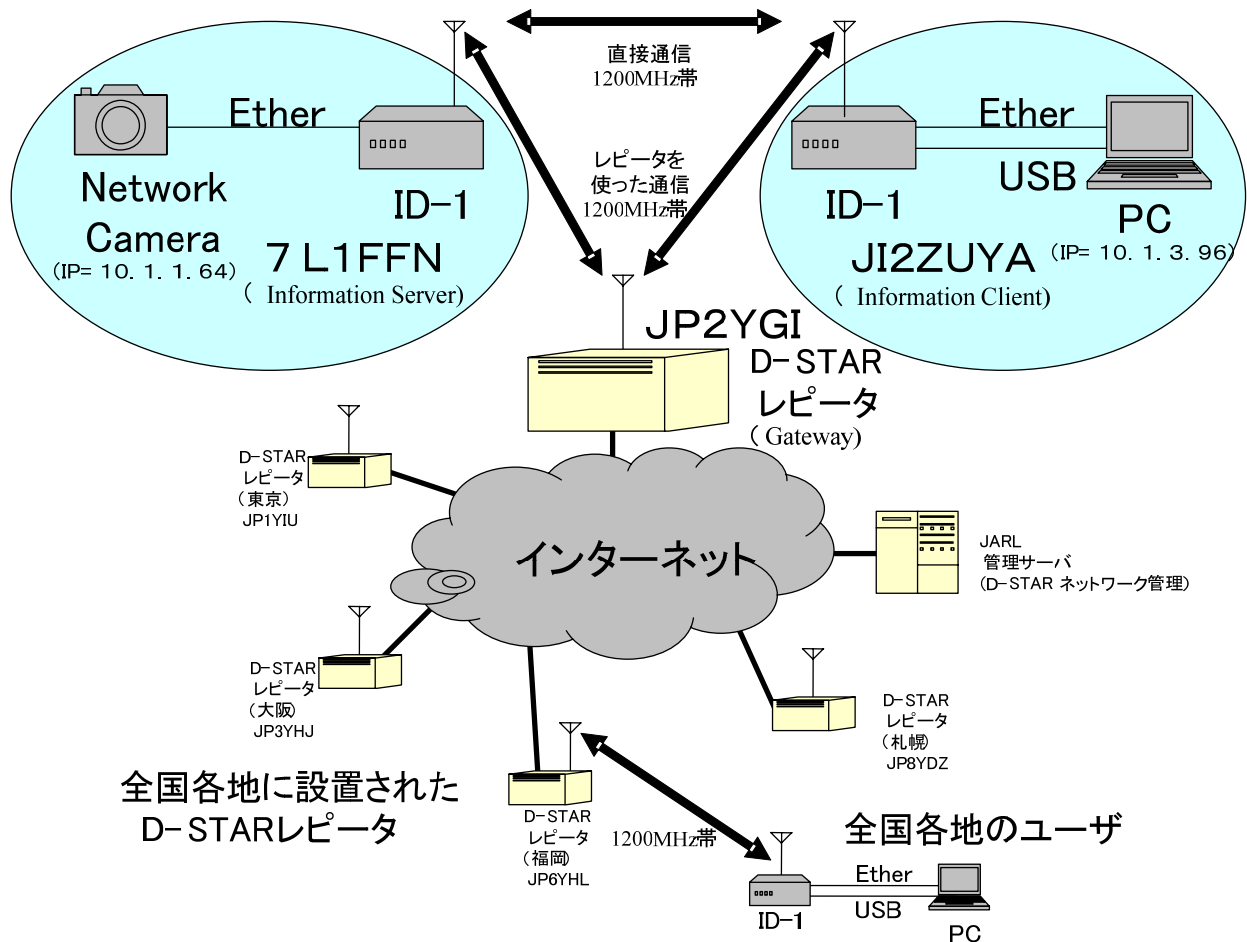 直接通信
1200MHz帯
Ether
Network
Camera
(IP= 10. 1. 1. 64)
ID-1
7 L1FFN
( Information Server)
レピータを
使った通信
1200MHz帯
Ether
USB
ID-1
PC
JI2ZUYA
(IP= 10. 1. 3. 96)
( Information Client)
JP2YGI
D-STAR
レピータ
( Gateway)
D-STAR
レピータ
(東京)
JP1YIU
インターネット
JARL
管理サーバ
(D-STAR ネットワーク管理)
D-STAR
レピータ
(大阪)
JP3YHJ
D-STAR
レピータ
(札幌)
JP8YDZ
全国各地に設置された
D-STARレピータ
D-STAR
レピータ
(福岡)
JP6YHL
1200MHz帯
全国各地のユーザ
Ether
USB
ID-1
PC